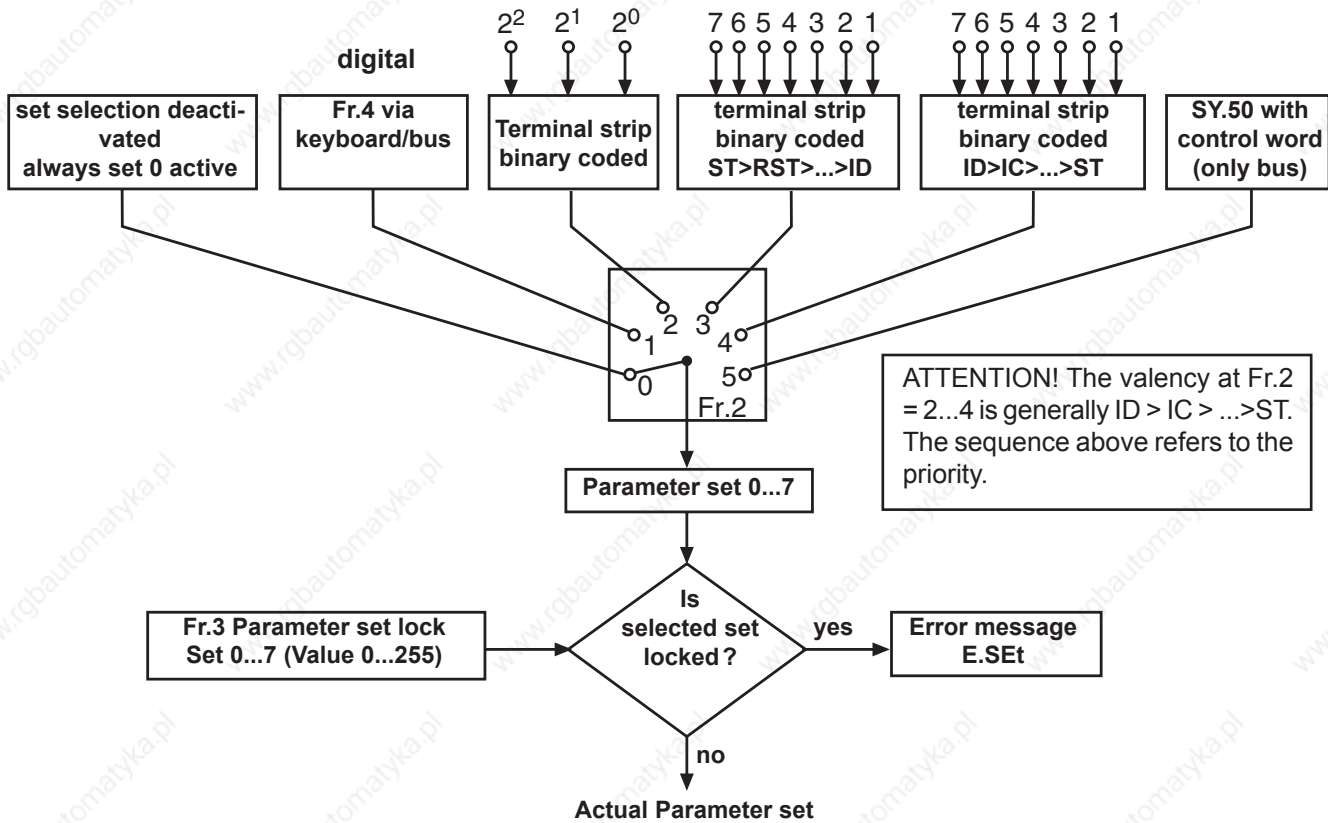 2² 2¹ 2⁰
7 6 5 4 3 2 1
7 6 5 4 3 2 1
digital
set selection deacti-
vated
always set 0 active
Fr.4 via
keyboard/bus
Terminal strip
binary coded
terminal strip
binary coded
ST>RST>...>ID
terminal strip
binary coded
ID>IC>...>ST
SY.50 with
control word
(only bus)
2
3
1
4
0
5
Fr.2
ATTENTION! The valency at Fr.2
= 2...4 is generally ID > IC > ...>ST.
The sequence above refers to the
priority.
Parameter set 0...7
Fr.3 Parameter set lock
Set 0...7 (Value 0...255)
Is
selected set
locked ?
yes
Error message
E.SEt
no
Actual Parameter set
www.rgbautomatyka.pl